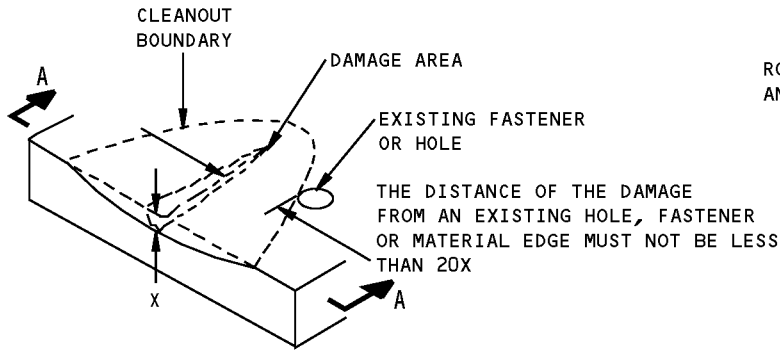 CLEANOUT
BOUNDARY
A
DAMAGE AREA
EXISTING FASTENER
OR HOLE
THE DISTANCE OF THE DAMAGE
FROM AN EXISTING HOLE, FASTENER
OR MATERIAL EDGE MUST NOT BE LESS
THAN 20X
A
X